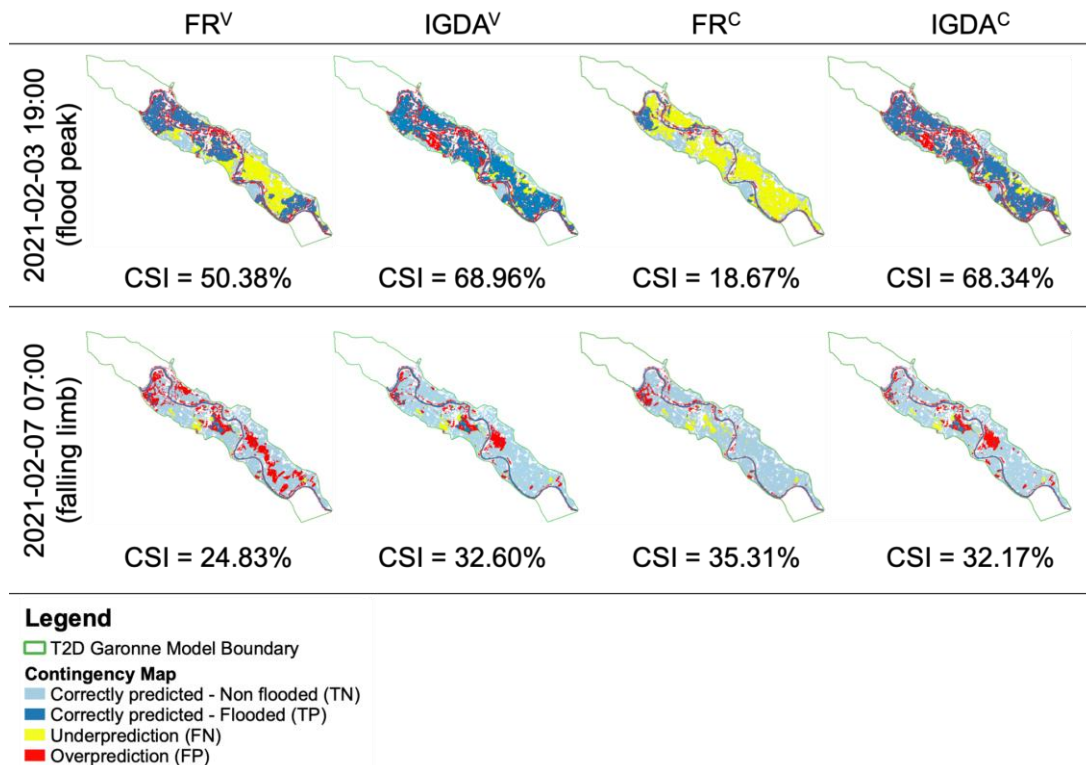 FRV IGDAV FRC IGDAC
2021-02-03 19:00
(flood peak)
CSI = 50.38% CSI = 68.96% CSI = 18.67% CSI = 68.34%
2021-02-07 07:00
(falling limb)
CSI = 24.83% CSI = 32.60% CSI = 35.31% CSI = 32.17%
Legend
T2D Garonne Model Boundary
Contingency Map
Correctly predicted - Non flooded (TN)
Correctly predicted - Flooded (TP)
Underprediction (FN)
Overprediction (FP)